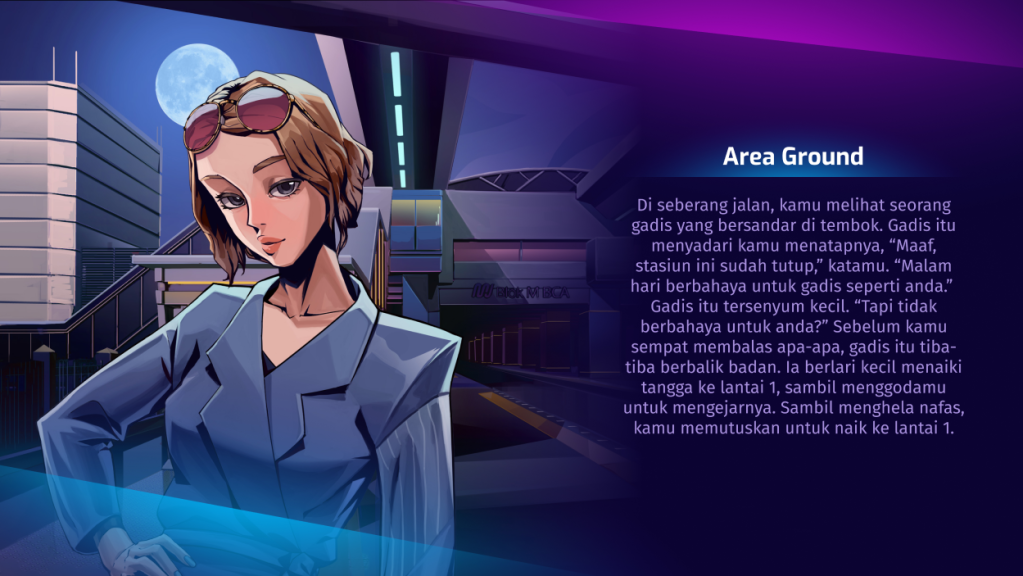 Area Ground
Di seberang jalan, kamu melihat seorang
gadis yang bersandar di tembok. Gadis itu
menyadari kamu menatapnya, “Maaf,
stasiun ini sudah tutup,” katamu. “Malam
hari berbahaya untuk gadis seperti anda.”
Gadis itu tersenyum kecil. “Tapi tidak
berbahaya untuk anda?” Sebelum kamu
sempat membalas apa-apa, gadis itu tiba-
tiba berbalik badan. Ia berlari kecil menaiki
tangga ke lantai 1, sambil menggodamu
untuk mengejarnya. Sambil menghela nafas,
kamu memutuskan untuk naik ke lantai 1.
Blok M BCA